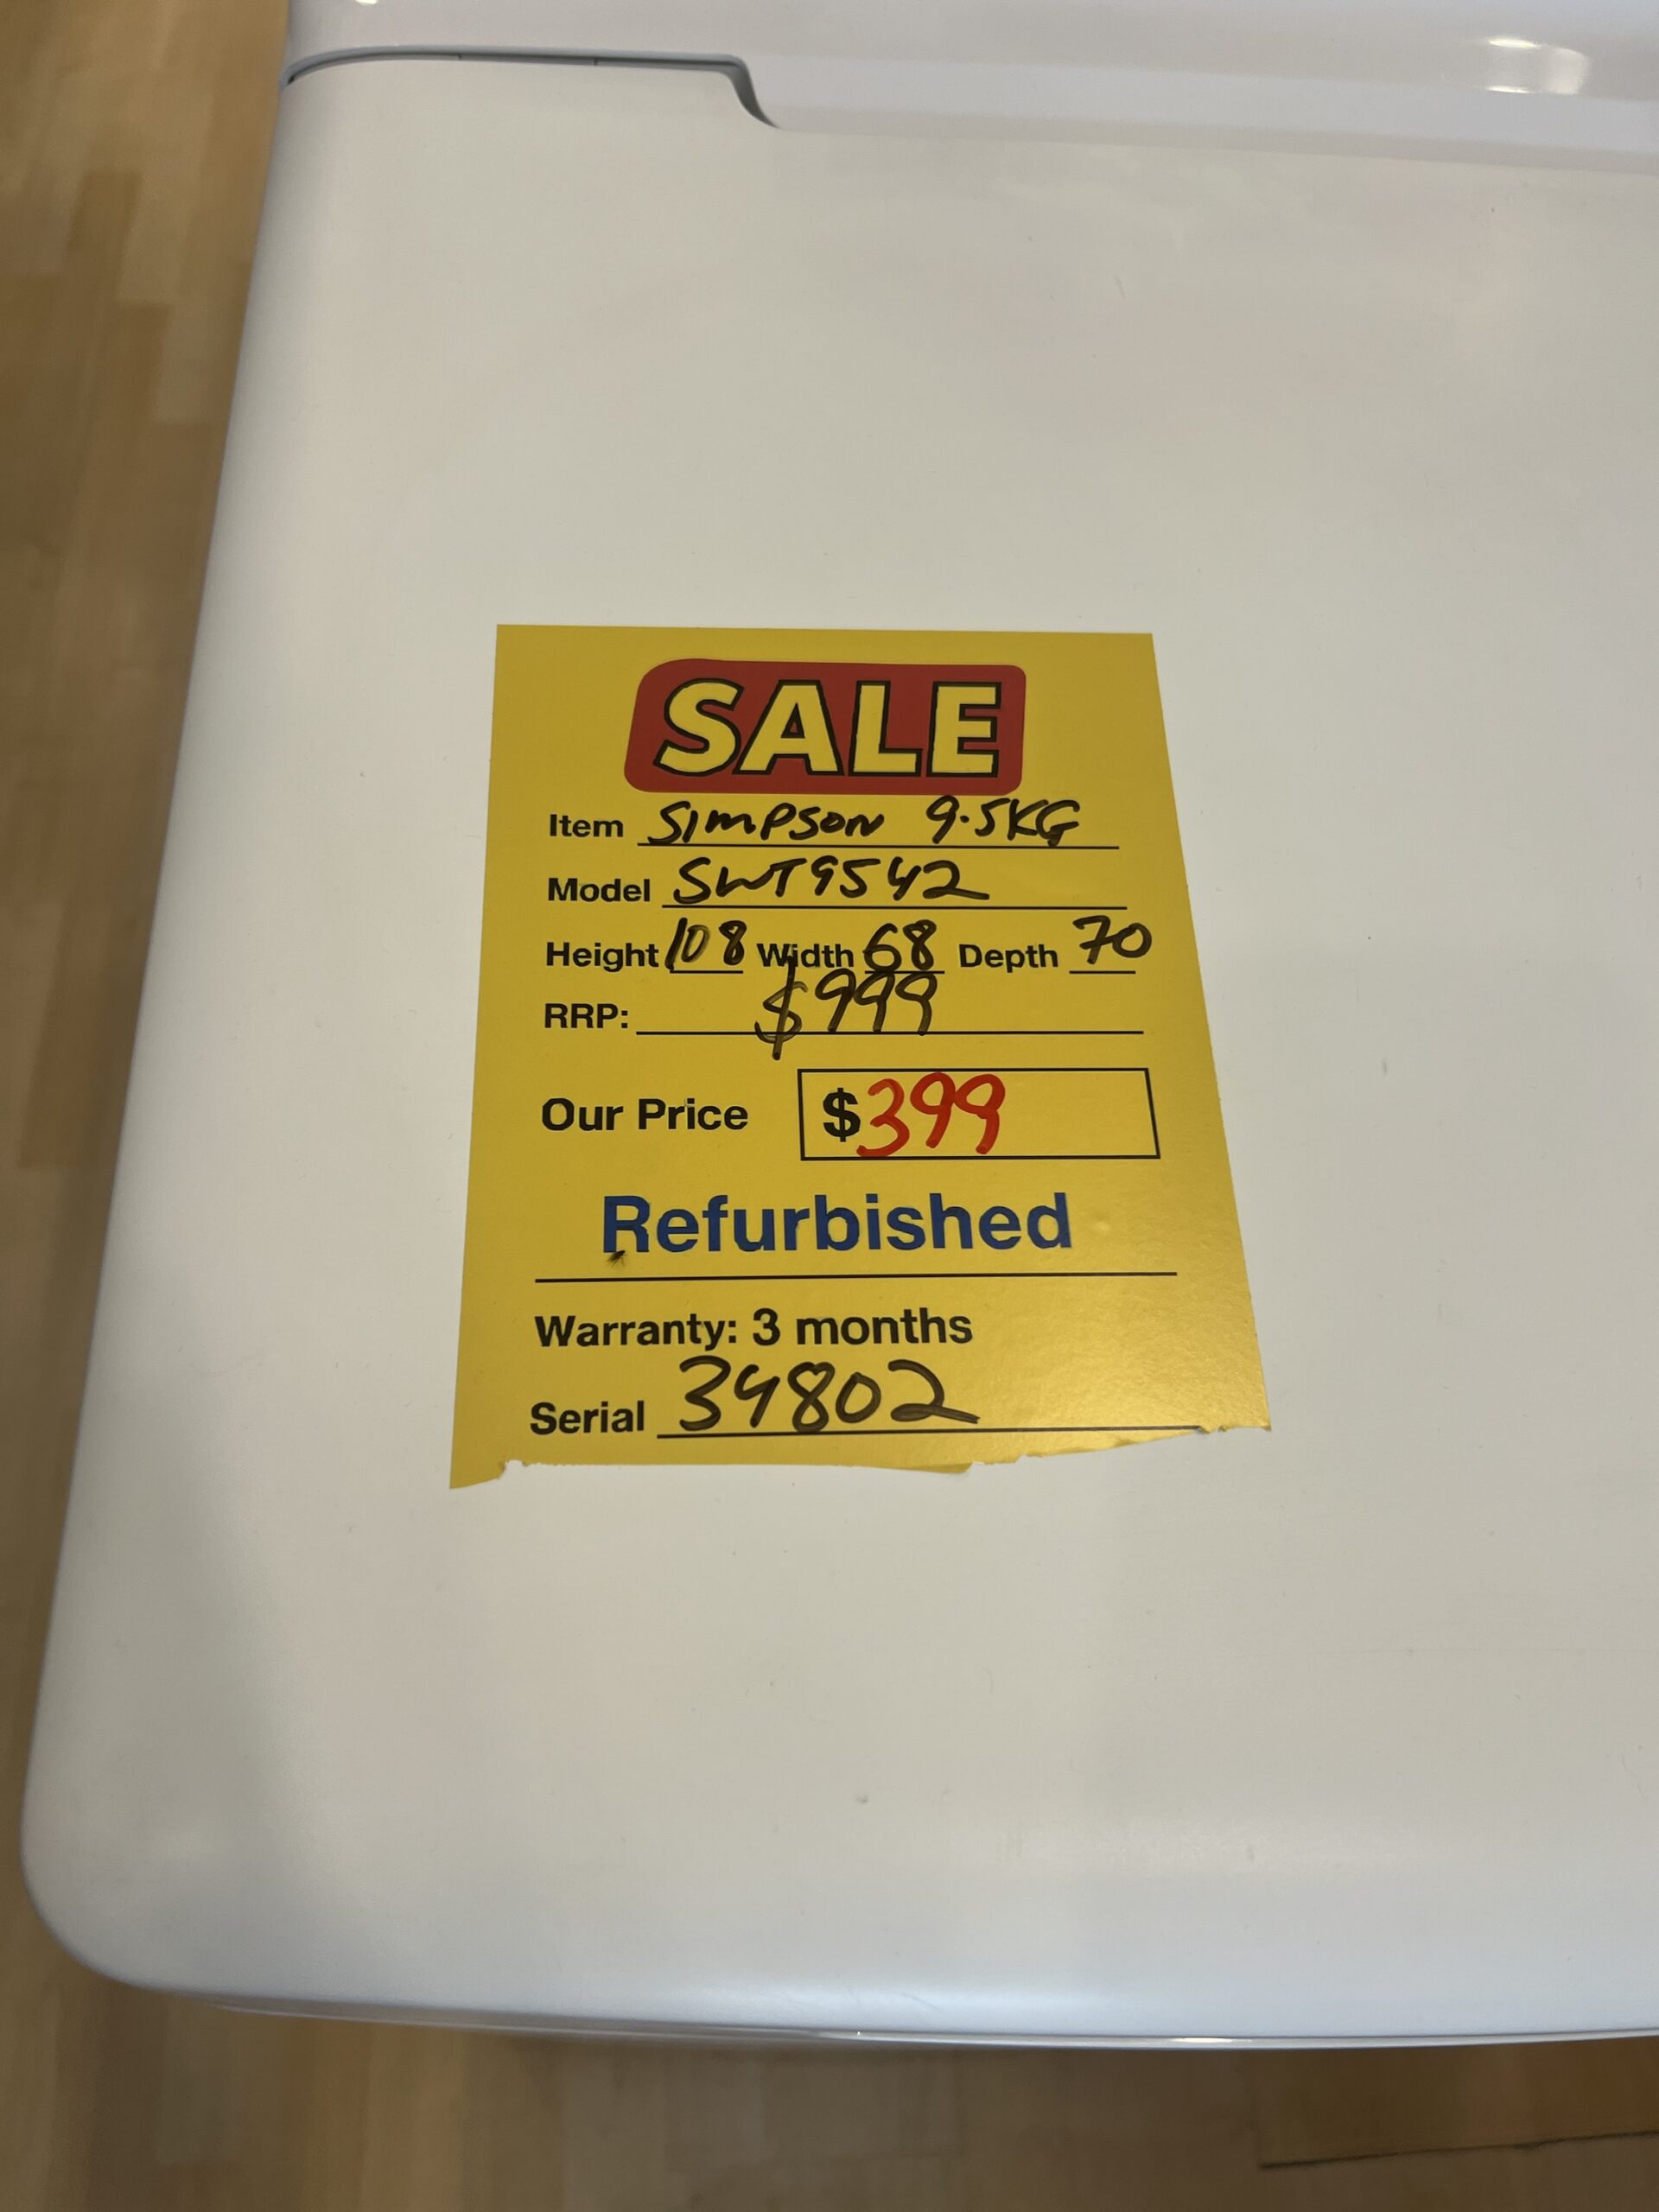 SALE
Item SIMPSON 9.5KG
Model SWT9542
Height 108 Width 68 Depth 70
RRP: $999
Our Price $399
Refurbished
Warranty: 3 months
Serial 34802